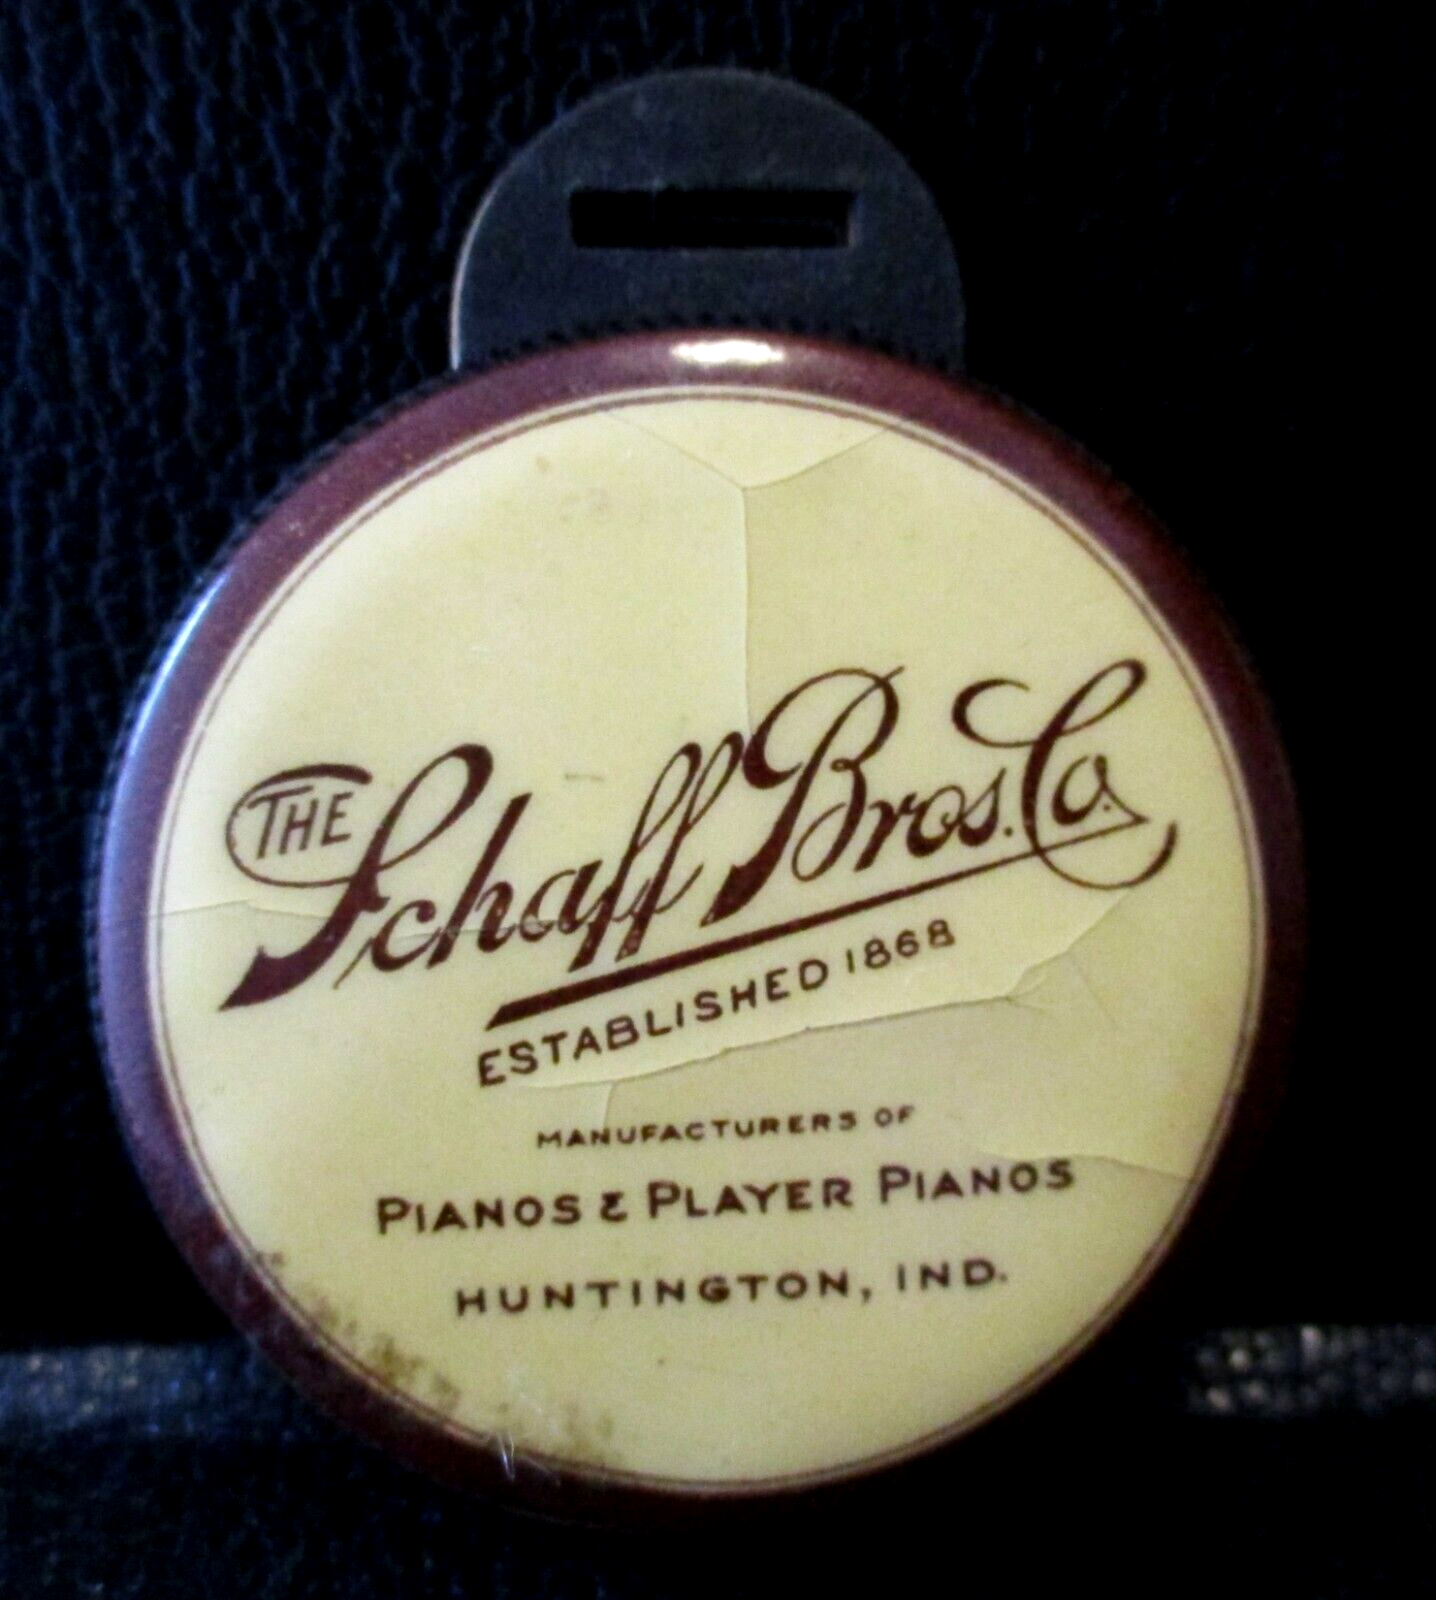 THE Schaff Bros. Co.
ESTABLISHED 1868
MANUFACTURERS OF
PIANOS & PLAYER PIANOS
HUNTINGTON, IND.